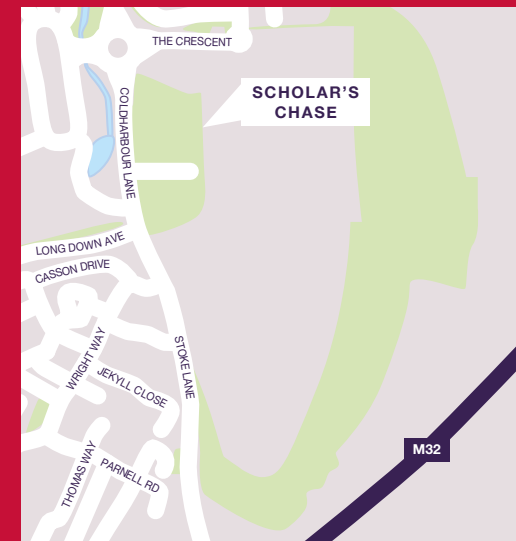 THE CRESCENT
SCHOLAR'S
CHASE
COLDHARBOUR LANE
LONG DOWN AVE
CASSON DRIVE
WRIGHT WAY
JEKYLL CLOSE
STOKE LANE
THOMAS WAY
PARNELL RD
M32